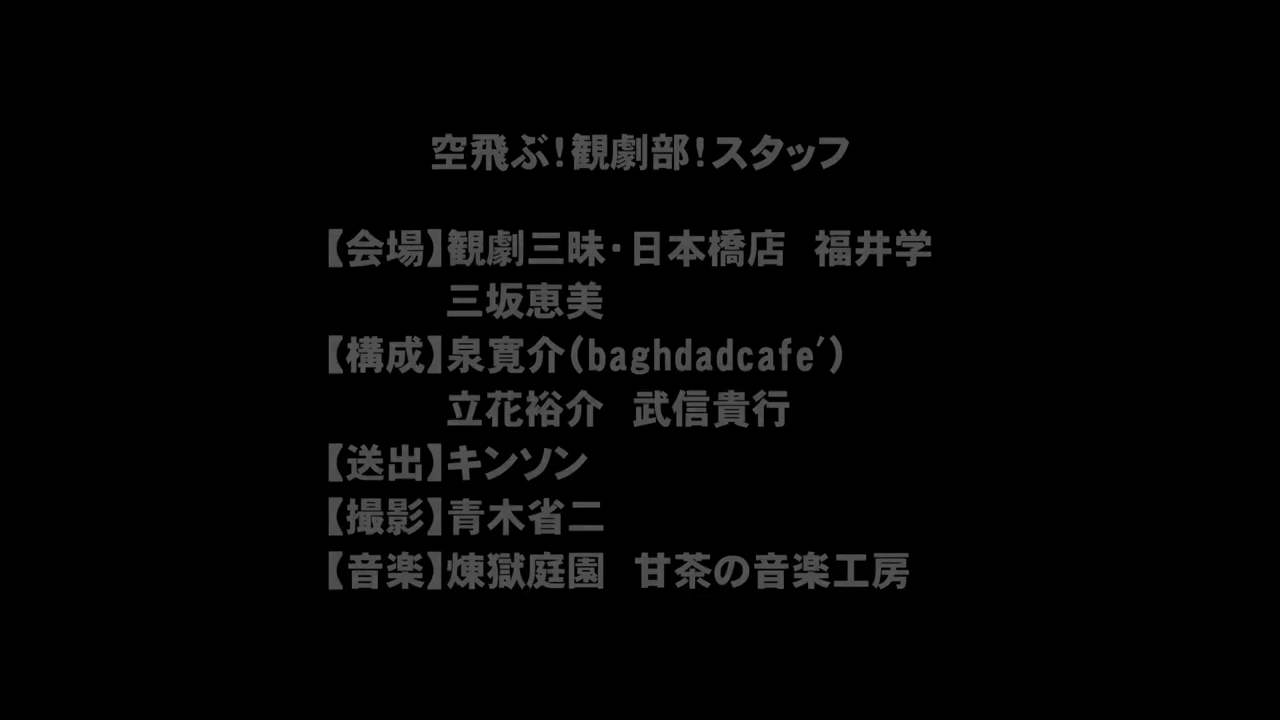 空飛ぶ!観劇部!スタッフ
【会場】観劇三昧・日本橋店　福井学
三坂恵美
【構成】泉寛介(baghdadcafe')
立花裕介　武信貴行
【送出】キンソン
【撮影】青木省二
【音楽】煉獄庭園　甘茶の音楽工房